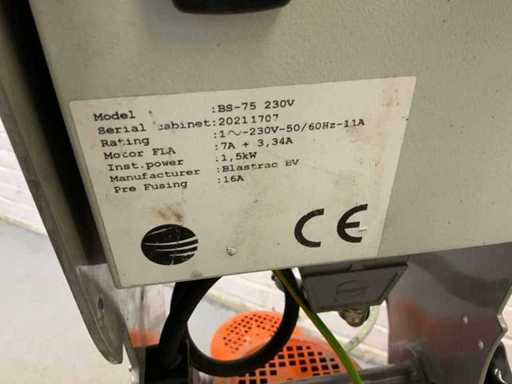 Model :BS-75 230V
Serial cabinet:20211707
Rating :1~-230V-50/60Hz-11A
Motor FLA :7A + 3,34A
Inst.power :1,5kW
Manufacturer :Blastrac BV
Pre Fusing :16A
CE